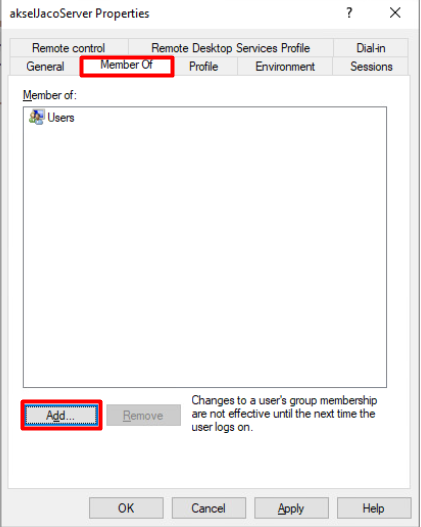 akselJacoServer Properties ? ×
Remote control Remote Desktop Services Profile Dial-in
General Member Of Profile Environment Sessions
Member of:
Users
Add... Remove
Changes to a user's group membership
are not effective until the next time the
user logs on.
OK Cancel Apply Help